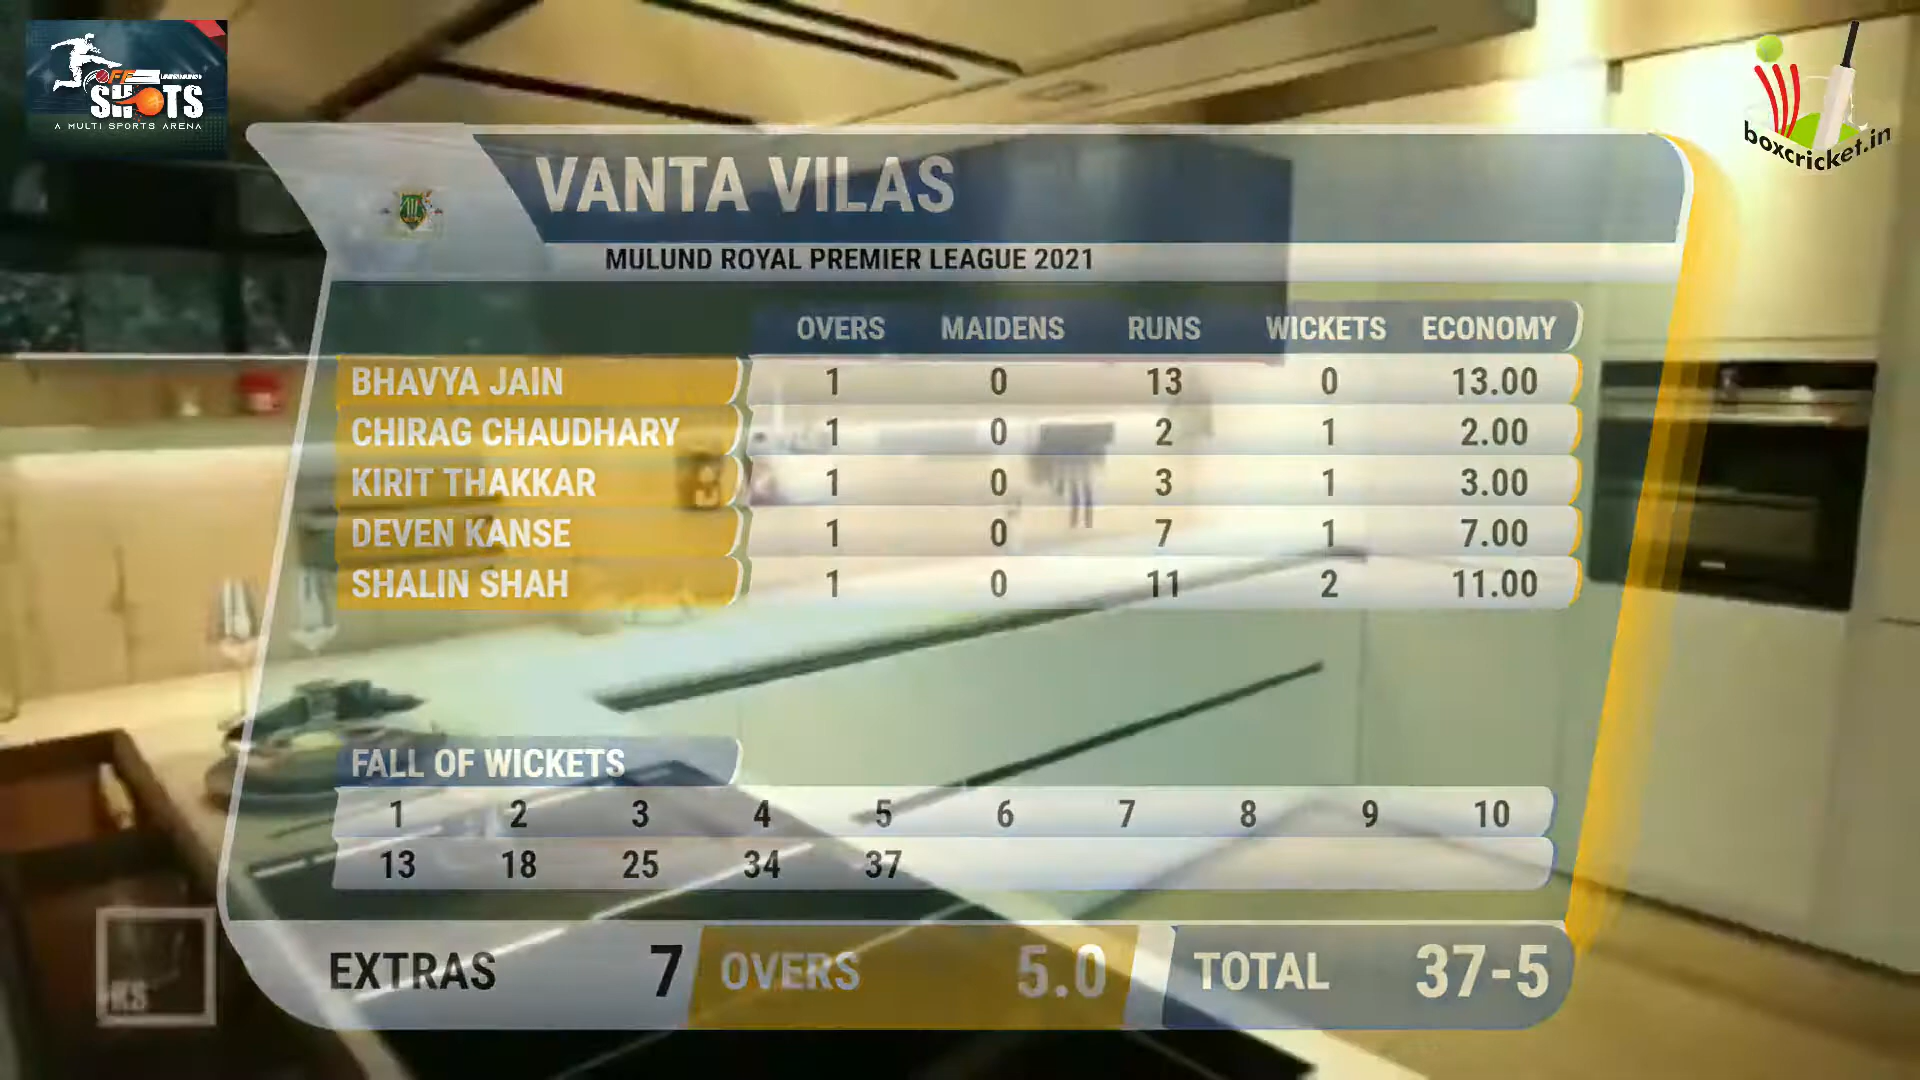 OFF
SHOTS
A MULTI SPORTS ARENA
boxcricket.in
VANTA VILAS
MULUND ROYAL PREMIER LEAGUE 2021
OVERS MAIDENS RUNS WICKETS ECONOMY
BHAVYA JAIN 1 0 13 0 13.00
CHIRAG CHAUDHARY 1 0 2 1 2.00
KIRIT THAKKAR 1 0 3 1 3.00
DEVEN KANSE 1 0 7 1 7.00
SHALIN SHAH 1 0 11 2 11.00
FALL OF WICKETS
1 2 3 4 5 6 7 8 9 10
13 18 25 34 37
KS
EXTRAS 7 OVERS 5.0 TOTAL 37-5